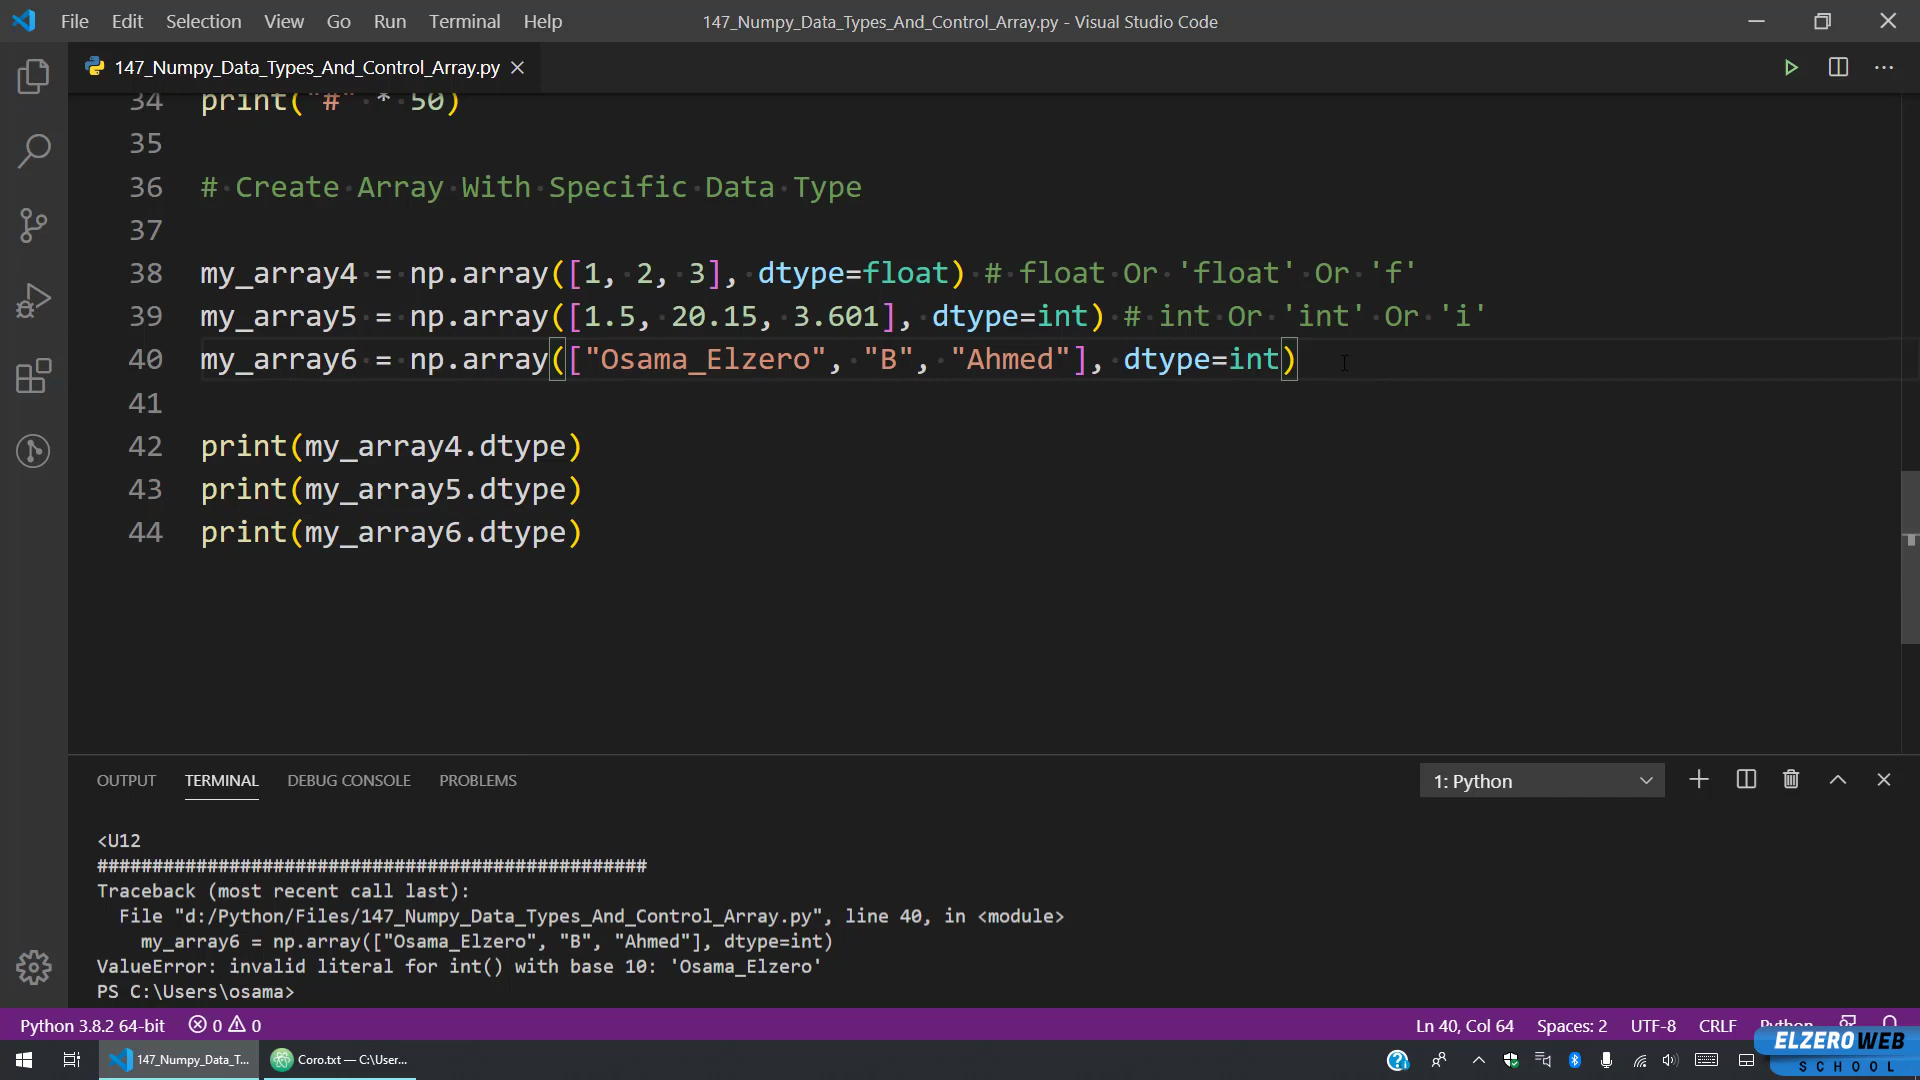 File Edit Selection View Go Run Terminal Help
147_Numpy_Data_Types_And_Control_Array.py - Visual Studio Code
147_Numpy_Data_Types_And_Control_Array.py
34 print("#" * 50)
35
36 # Create Array With Specific Data Type
37
38 my_array4 = np.array([1, 2, 3], dtype=float) # float Or 'float' Or 'f'
39 my_array5 = np.array([1.5, 20.15, 3.601], dtype=int) # int Or 'int' Or 'i'
40 my_array6 = np.array(["Osama_Elzero", "B", "Ahmed"], dtype=int)
41
42 print(my_array4.dtype)
43 print(my_array5.dtype)
44 print(my_array6.dtype)
OUTPUT TERMINAL DEBUG CONSOLE PROBLEMS
1: Python
<U12
##################################################
Traceback (most recent call last):
File "d:/Python/Files/147_Numpy_Data_Types_And_Control_Array.py", line 40, in <module>
my_array6 = np.array(["Osama_Elzero", "B", "Ahmed"], dtype=int)
ValueError: invalid literal for int() with base 10: 'Osama_Elzero'
PS C:\Users\osama>
Python 3.8.2 64-bit 0 0
Ln 40, Col 64 Spaces: 2 UTF-8 CRLF Python
147_Numpy_Data_T...
Coro.txt — C:\User...
ELZEROWEB
SCHOOL